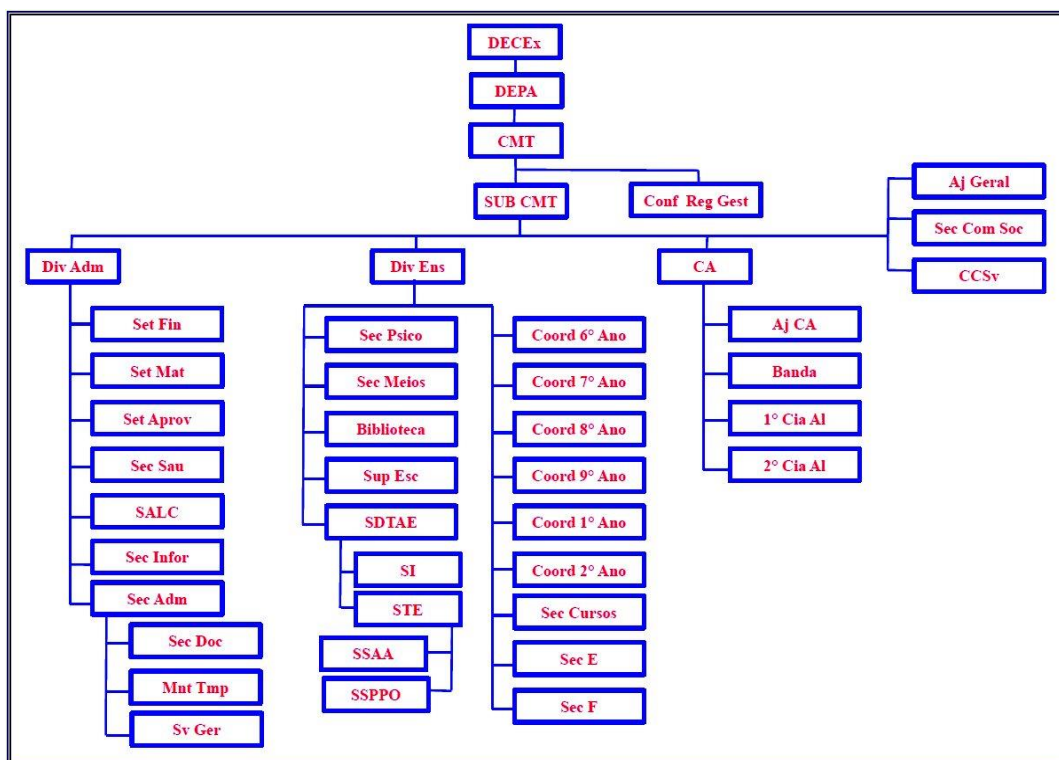 DECEx
DEPA
CMT
SUB CMT
Conf Reg Gest
Aj Geral
Sec Com Soc
CCSv
Div Adm
Set Fin
Set Mat
Set Aprov
Sec Sau
SALC
Sec Infor
Sec Adm
Sec Doc
Mnt Tmp
Sv Ger
Div Ens
Sec Psico
Sec Meios
Biblioteca
Sup Esc
SDTAE
SI
STE
SSAA
SSPPO
Coord 6° Ano
Coord 7° Ano
Coord 8° Ano
Coord 9° Ano
Coord 1° Ano
Coord 2° Ano
Sec Cursos
Sec E
Sec F
CA
Aj CA
Banda
1° Cia Al
2° Cia Al